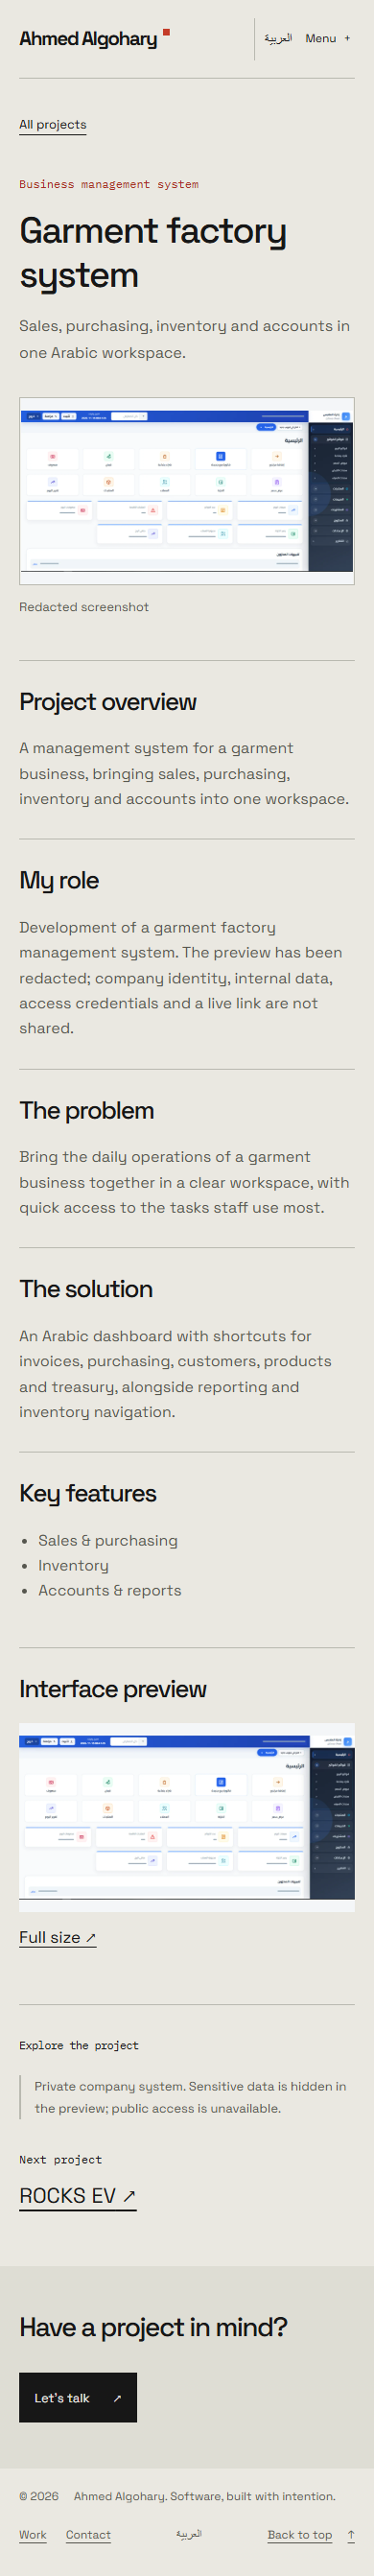 Ahmed Algohary
العربية
Menu +
All projects
Business management system
Garment factory
system
Sales, purchasing, inventory and accounts in
one Arabic workspace.
الرئيسية
Redacted screenshot
Project overview
A management system for a garment
business, bringing sales, purchasing,
inventory and accounts into one workspace.
My role
Development of a garment factory
management system. The preview has been
redacted; company identity, internal data,
access credentials and a live link are not
shared.
The problem
Bring the daily operations of a garment
business together in a clear workspace, with
quick access to the tasks staff use most.
The solution
An Arabic dashboard with shortcuts for
invoices, purchasing, customers, products
and treasury, alongside reporting and
inventory navigation.
Key features
• Sales & purchasing
• Inventory
• Accounts & reports
Interface preview
الرئيسية
Full size ↗
Explore the project
Private company system. Sensitive data is hidden in
the preview; public access is unavailable.
Next project
ROCKS EV ↗
Have a project in mind?
Let's talk ↗
© 2026 Ahmed Algohary. Software, built with intention.
Work Contact العربية Back to top ↑